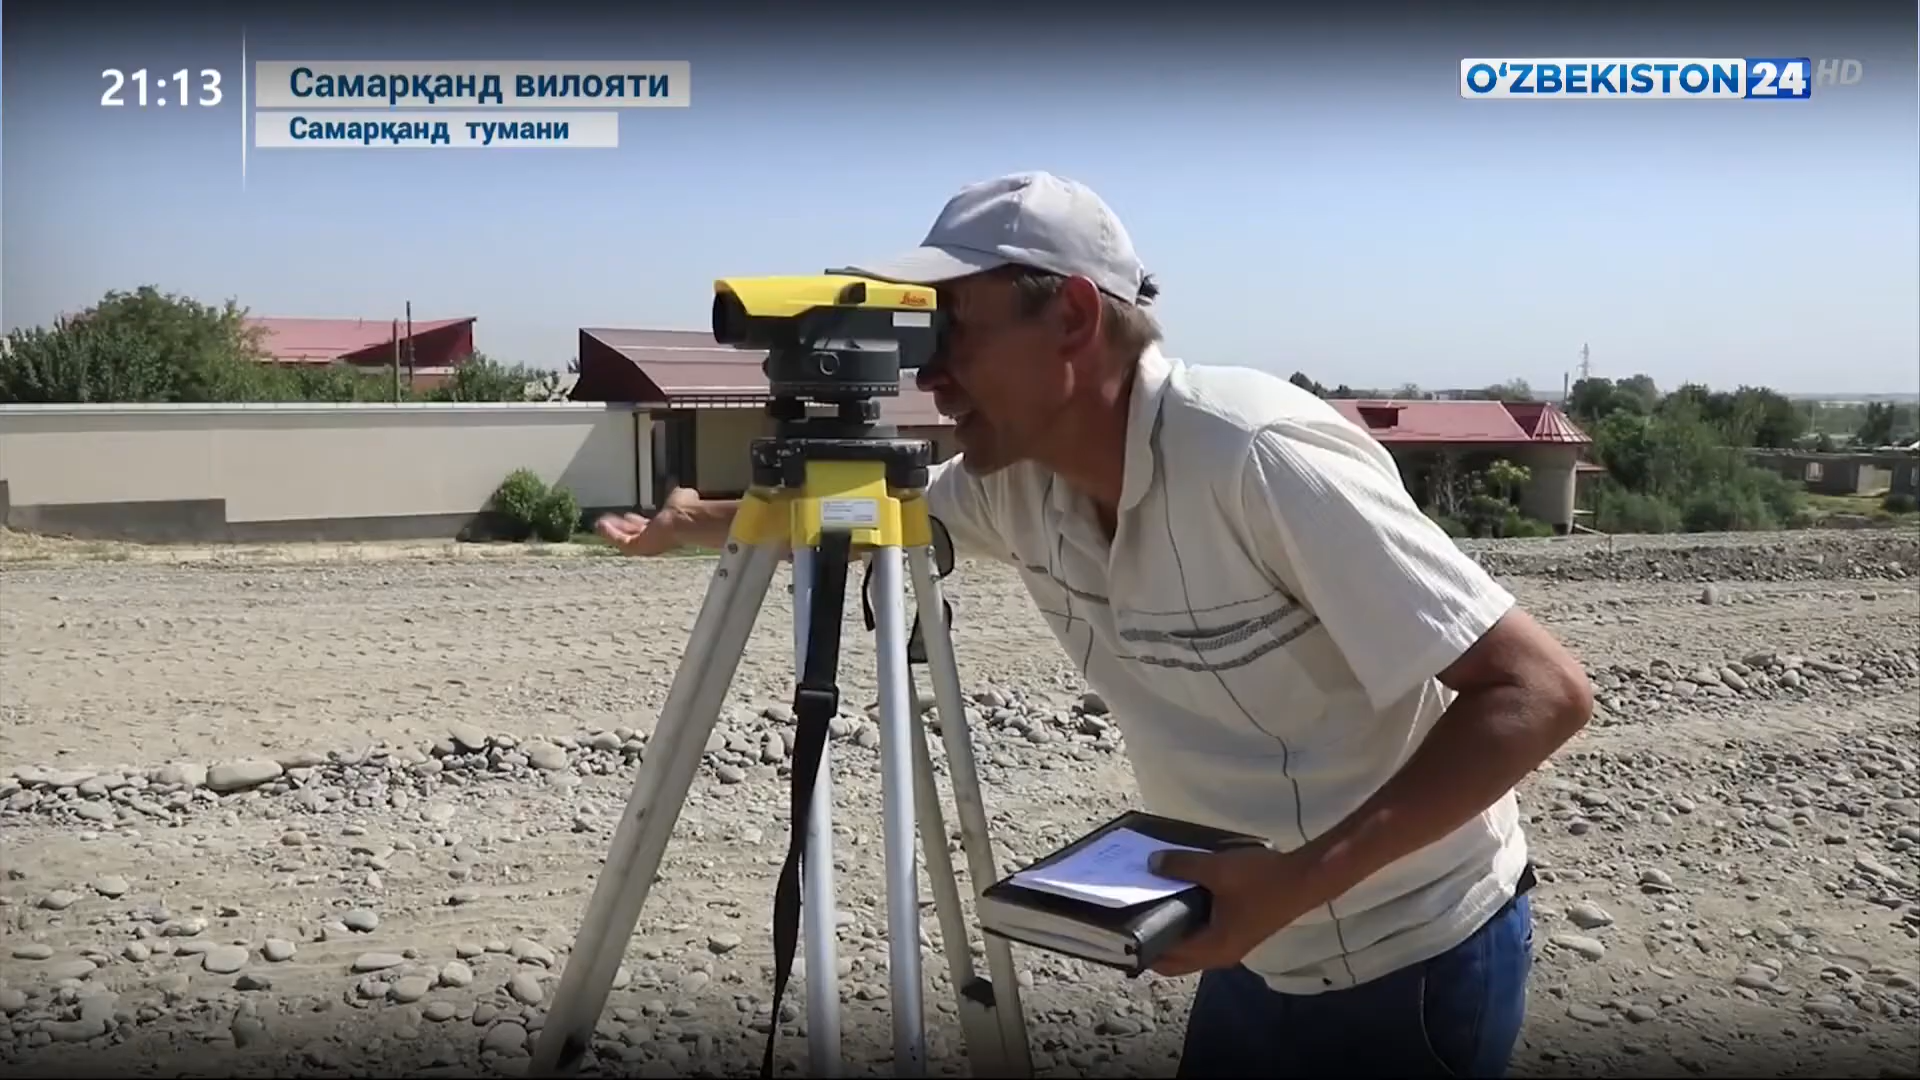 21:13
Самарқанд вилояти
Самарқанд тумани
O‘ZBEKISTON 24 HD
Leica